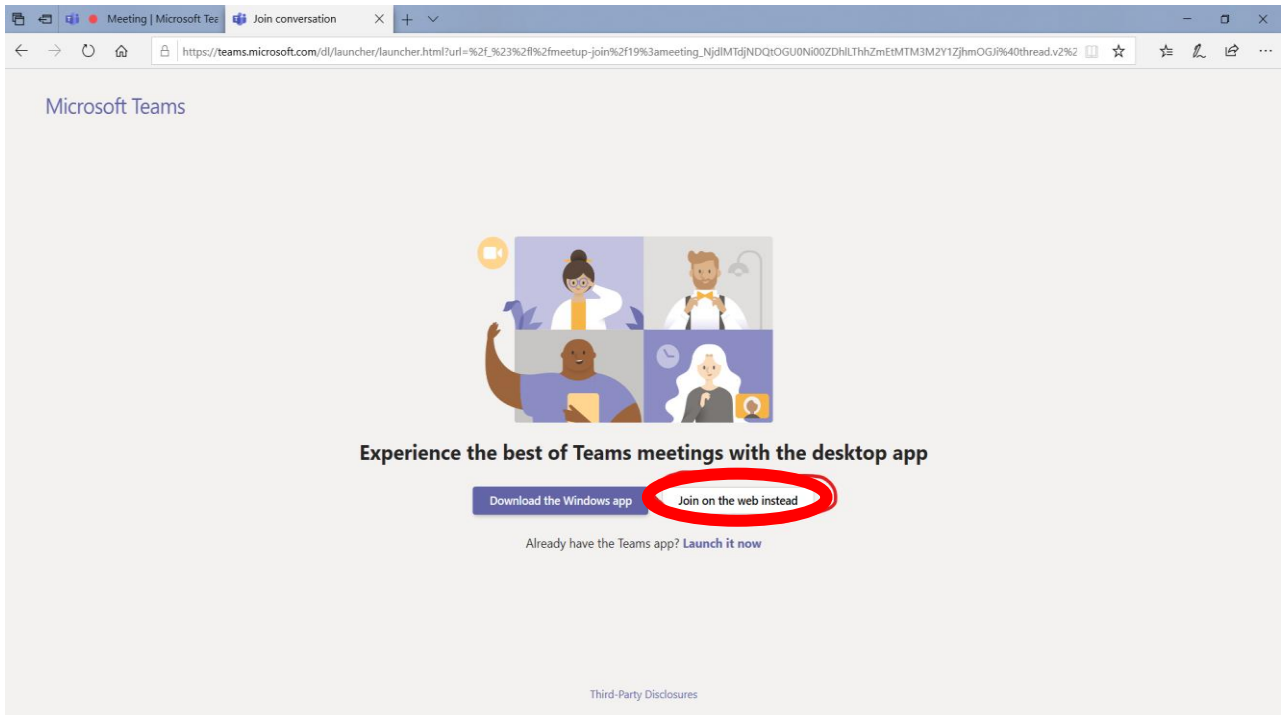 Meeting | Microsoft Tea
Join conversation
https://teams.microsoft.com/dl/launcher/launcher.html?url=%2f_%23%2fl%2fmeetup-join%2f19%3ameeting_NjdlMTdjNDQtOGU0Ni00ZDhlLThhZmEtMTM3M2Y1ZjhmOGJi%40thread.v2%2
Microsoft Teams
Experience the best of Teams meetings with the desktop app
Download the Windows app
Join on the web instead
Already have the Teams app? Launch it now
Third-Party Disclosures